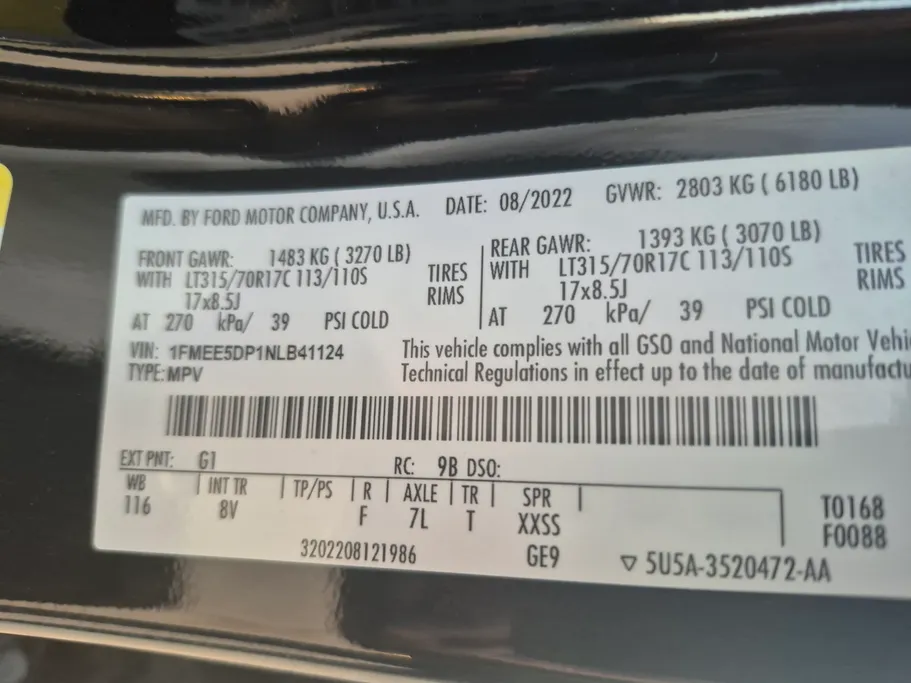 MFD. BY FORD MOTOR COMPANY, U.S.A. DATE: 08/2022 GVWR: 2803 KG ( 6180 LB)
FRONT GAWR: 1483 KG ( 3270 LB) REAR GAWR: 1393 KG ( 3070 LB)
WITH LT315/70R17C 113/110S TIRES WITH LT315/70R17C 113/110S TIRES
17x8.5J RIMS 17x8.5J RIMS
AT 270 kPa/ 39 PSI COLD AT 270 kPa/ 39 PSI COLD
VIN: 1FMEE5DP1NLB41124 This vehicle complies with all GSO and National Motor Vehi
TYPE: MPV Technical Regulations in effect up to the date of manufactu
EXT PNT: G1 RC: 9B DSO:
WB INT TR TP/PS R AXLE TR SPR
116 8V F 7L T XXSS
T0168
F0088
3202208121986 GE9 ▽ 5U5A-3520472-AA